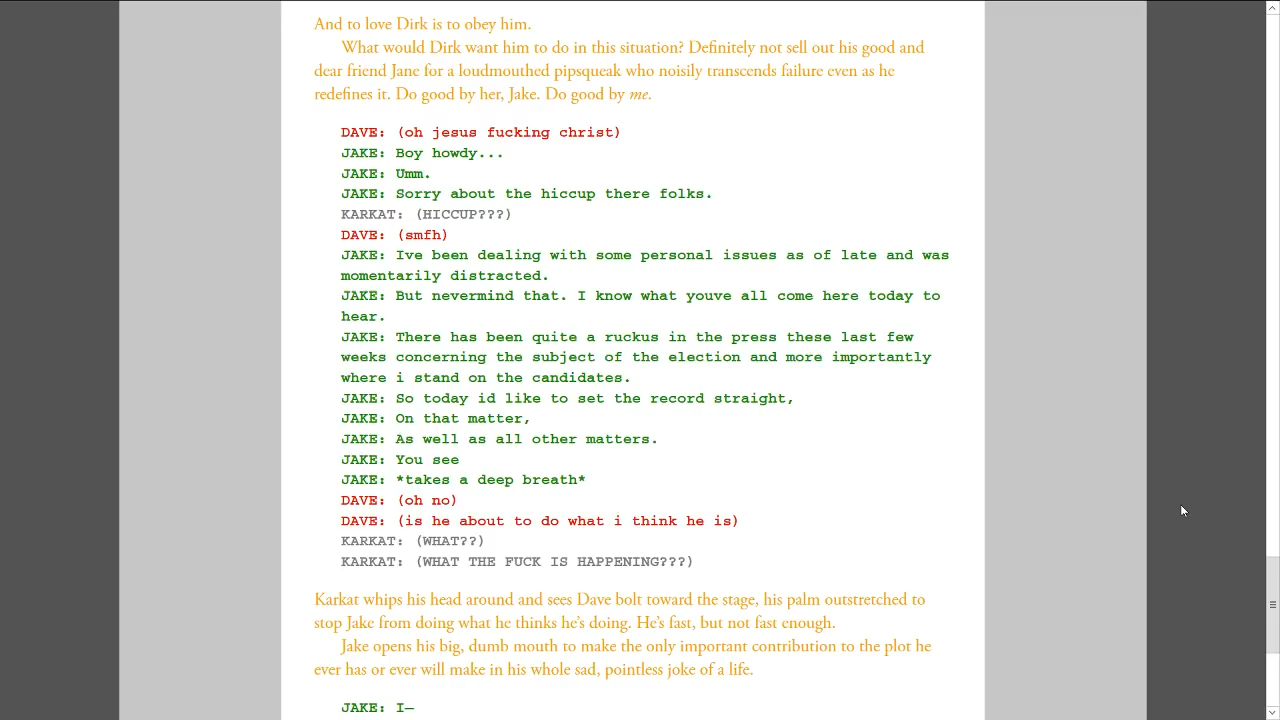 And to love Dirk is to obey him.
What would Dirk want him to do in this situation? Definitely not sell out his good and
dear friend Jane for a loudmouthed pipsqueak who noisily transcends failure even as he
redefines it. Do good by her, Jake. Do good by me.
DAVE: (oh jesus fucking christ)
JAKE: Boy howdy...
JAKE: Umm.
JAKE: Sorry about the hiccup there folks.
KARKAT: (HICCUP???)
DAVE: (smfh)
JAKE: Ive been dealing with some personal issues as of late and was
momentarily distracted.
JAKE: But nevermind that. I know what youve all come here today to
hear.
JAKE: There has been quite a ruckus in the press these last few
weeks concerning the subject of the election and more importantly
where i stand on the candidates.
JAKE: So today id like to set the record straight,
JAKE: On that matter,
JAKE: As well as all other matters.
JAKE: You see
JAKE: *takes a deep breath*
DAVE: (oh no)
DAVE: (is he about to do what i think he is)
KARKAT: (WHAT??)
KARKAT: (WHAT THE FUCK IS HAPPENING???)
Karkat whips his head around and sees Dave bolt toward the stage, his palm outstretched to
stop Jake from doing what he thinks he's doing. He's fast, but not fast enough.
Jake opens his big, dumb mouth to make the only important contribution to the plot he
ever has or ever will make in his whole sad, pointless joke of a life.
JAKE: I—